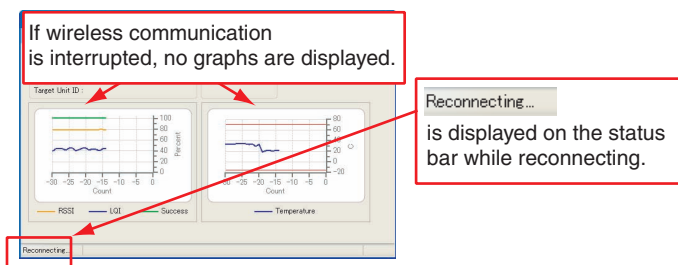 If wireless communication
is interrupted, no graphs are displayed.
Target Unit ID :
100
80
60
40
20
0
Percent
-30 -25 -20 -15 -10 -5 0
Count
RSSI LQI Success
80
60
40
20
0
-20
-30 -25 -20 -15 -10 -5 0
Count
Temperature
Reconnecting...
Reconnecting...
is displayed on the status
bar while reconnecting.